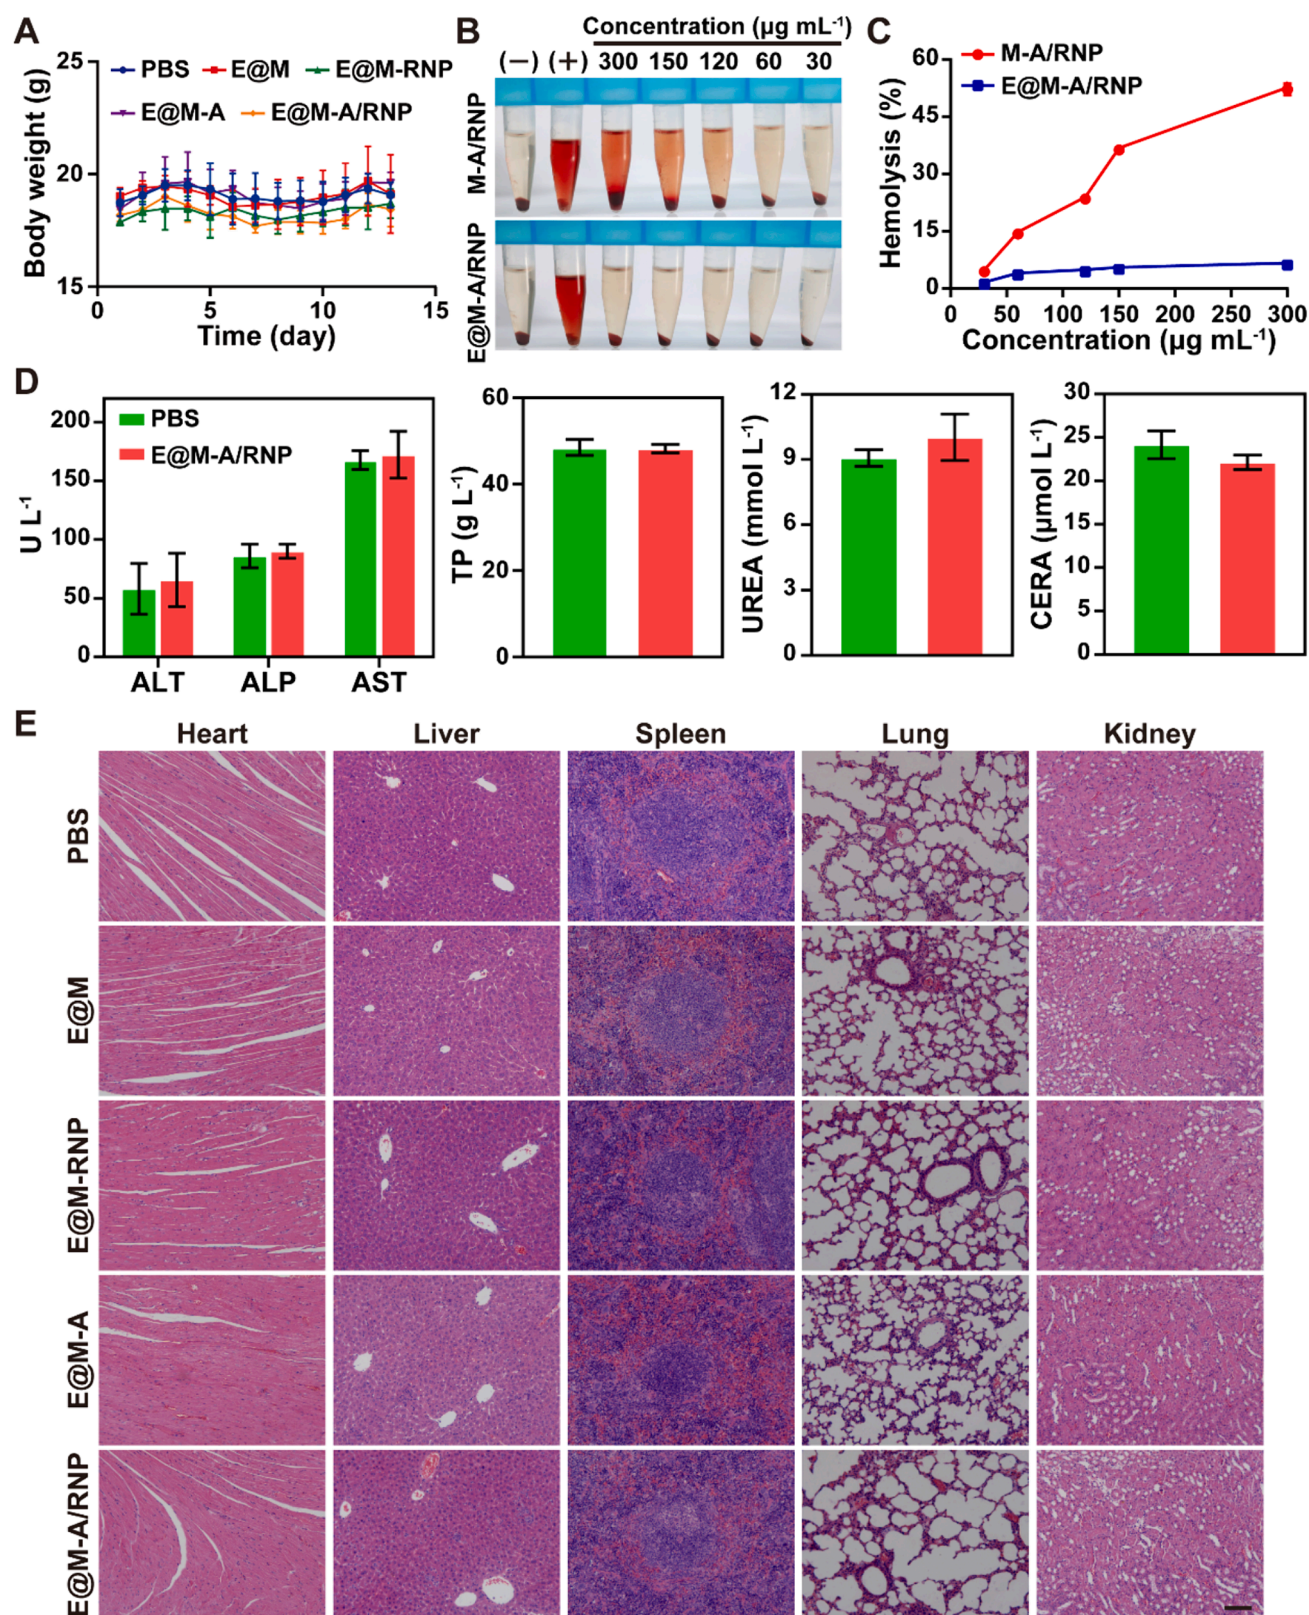 A
Body weight (g)
25
20
15
0
5
10
15
Time (day)
PBS
E@M
E@M-RNP
E@M-A
E@M-A/RNP
B
Concentration (μg mL-1)
(−) (+) 300 150 120 60 30
M-A/RNP
E@M-A/RNP
C
Hemolysis (%)
60
45
30
15
0
M-A/RNP
E@M-A/RNP
0 50 100 150 200 250 300
Concentration (μg mL-1)
D
U L-1
200
150
100
50
0
PBS
E@M-A/RNP
ALT ALP AST
TP (g L-1)
60
40
20
0
UREA (mmol L-1)
12
9
6
3
0
CERA (μmol L-1)
30
25
20
15
10
5
0
E
Heart Liver Spleen Lung Kidney
PBS
E@M
E@M-RNP
E@M-A
E@M-A/RNP